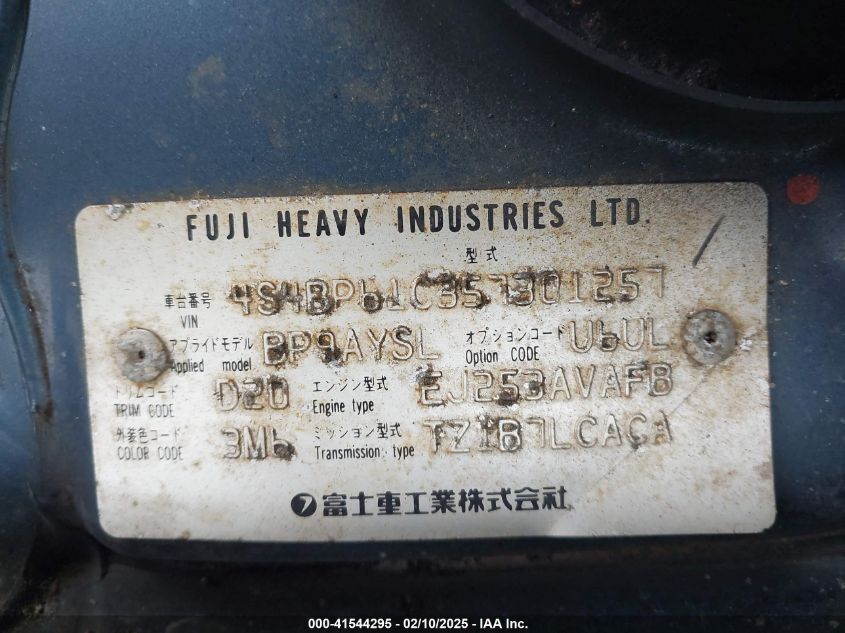 FUJI HEAVY INDUSTRIES LTD.
型式
車台番号 4S4BP61C357301257
VIN
アプライドモデル BP9AYSL オプションコード U6UL
Applied model Option CODE
トリムコード D20 エンジン型式 EJ253AVAFB
TRIM CODE Engine type
外装色コード 3M6 ミッション型式 TZ1B7LCACA
COLOR CODE Transmission type
富士重工業株式会社
000-41544295 - 02/10/2025 - IAA Inc.